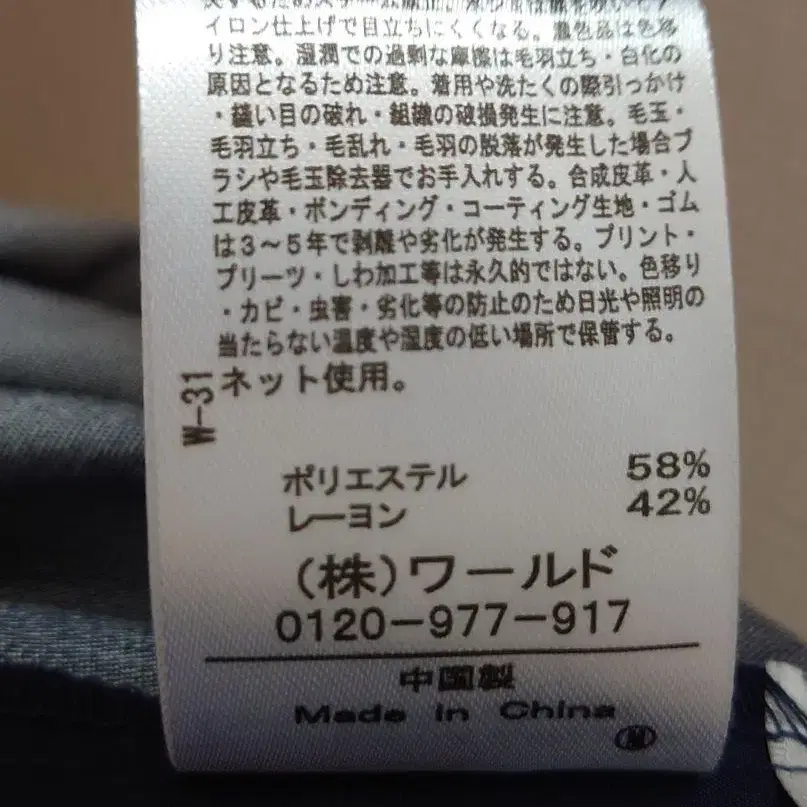 イロン仕上げで目立ちにくくなる。濃色品は色移
り注意。湿潤での過剰な摩擦は毛羽立ち・白化の
原因となるため注意。着用や洗たくの際引っかけ
・縫い目の破れ・組織の破損発生に注意。毛玉・
毛羽立ち・毛乱れ・毛羽の脱落が発生した場合ブ
ラシや毛玉除去器でお手入れする。合成皮革・人
工皮革・ボンディング・コーティング生地・ゴム
は3～5年で剥離や劣化が発生する。プリント・
プリーツ・しわ加工等は永久的ではない。色移り
・カビ・虫害・劣化等の防止のため日光や照明の
当たらない温度や湿度の低い場所で保管する。
ネット使用。
W-31
ポリエステル 58%
レーヨン 42%
(株)ワールド
0120-977-917
中国製
Made in China
M